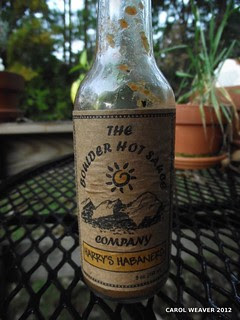 THE
BOULDER HOT SAUCE
COMPANY
HARRY'S HABANERO
CAROL WEAVER 2012